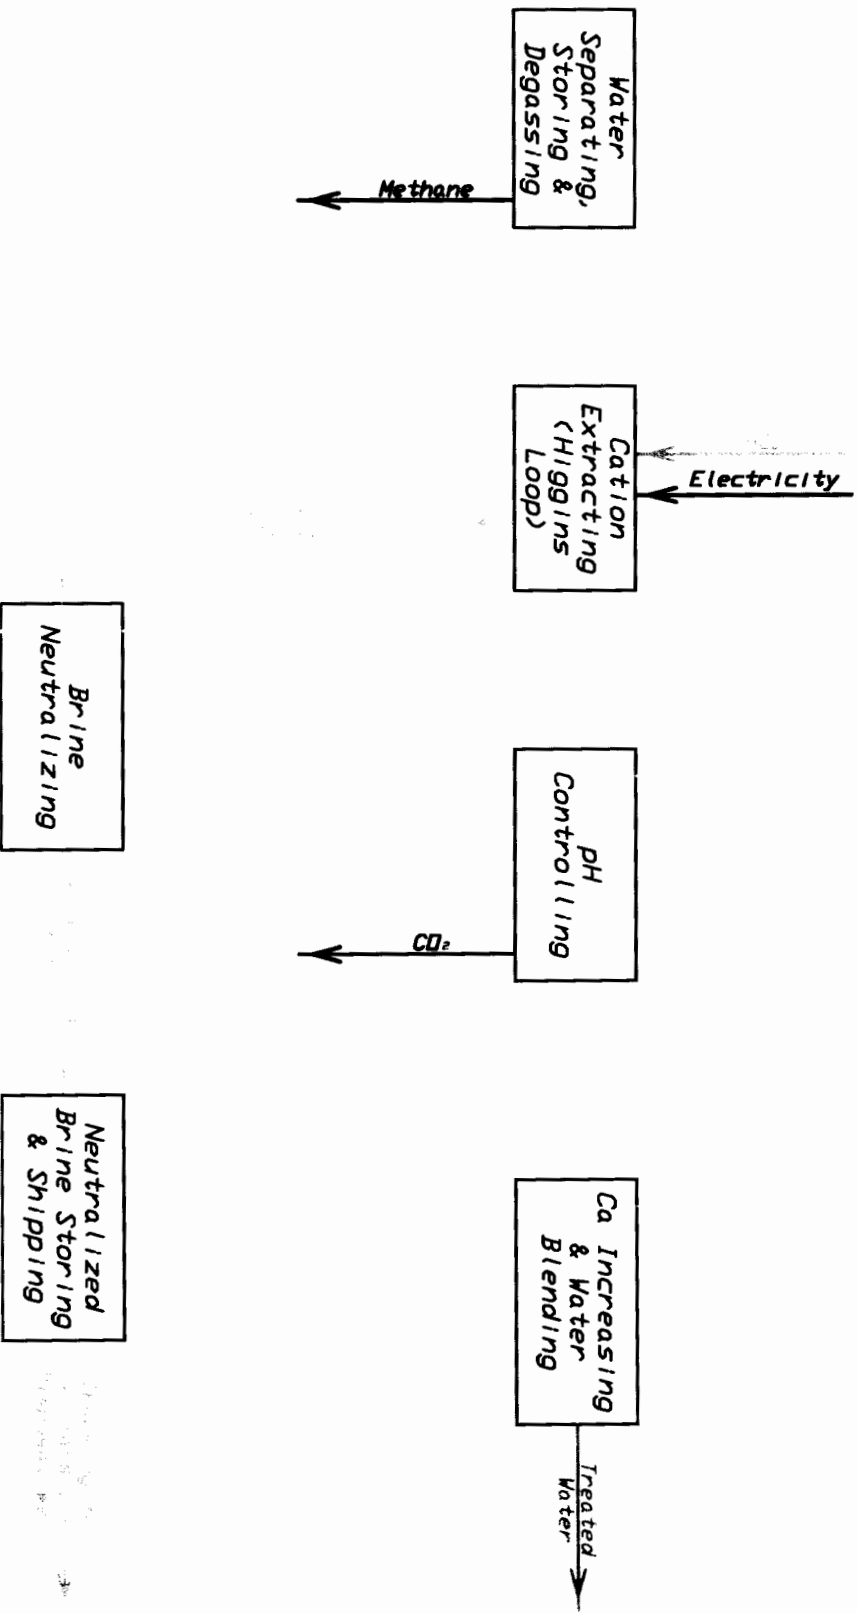 Water
Separating,
Storing &
Degassing
Methane
Electricity
Cation
Extracting
(Higgins
Loop)
pH
Controlling
CO₂
Ca Increasing
& Water
Blending
Treated
Water
Brine
Neutralizing
Neutralized
Brine Storing
& Shipping